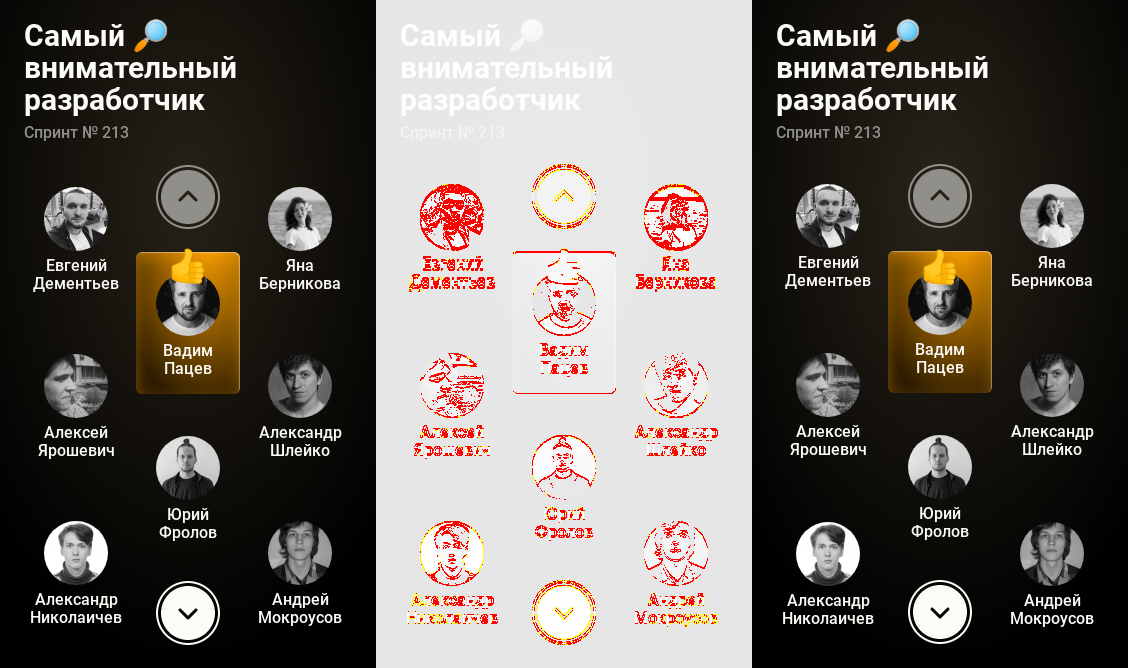 Самый 🔎
внимательный
разработчик
Спринт № 213
Евгений
Дементьев
Яна
Берникова
Вадим
Пацев
Алексей
Ярошевич
Александр
Шлейко
Юрий
Фролов
Александр
Николаичев
Андрей
Мокроусов
Самый 🔎
внимательный
разработчик
Спринт № 213
Евгений
Дементьев
Яна
Берникова
Вадим
Пацев
Алексей
Ярошевич
Александр
Шлейко
Юрий
Фролов
Александр
Николаичев
Андрей
Мокроусов
Самый 🔎
внимательный
разработчик
Спринт № 213
Евгений
Дементьев
Яна
Берникова
Вадим
Пацев
Алексей
Ярошевич
Александр
Шлейко
Юрий
Фролов
Александр
Николаичев
Андрей
Мокроусов